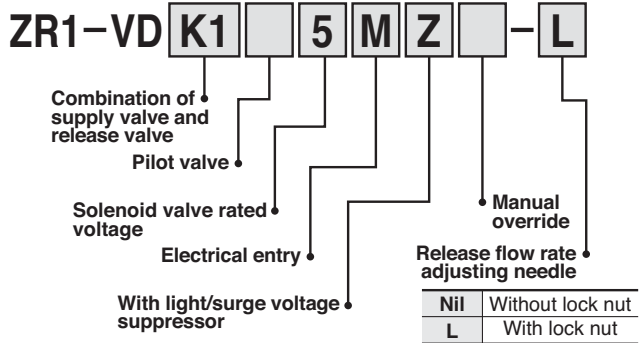 ZR1-VD K1 5 M Z - L
Combination of
supply valve and
release valve
Pilot valve
Solenoid valve rated
voltage
Electrical entry
With light/surge voltage
suppressor
Manual
override
Release flow rate
adjusting needle
Nil Without lock nut
L With lock nut